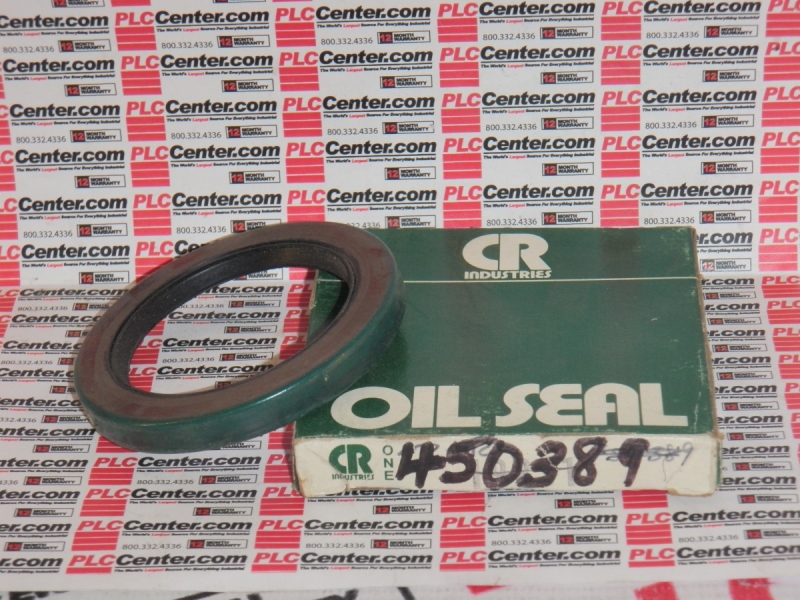 PLCCenter.com
The World's Largest Source For Everything Industrial
800.332.4336
12 MONTH WARRANTY
CR
INDUSTRIES
OIL SEAL
CR
INDUSTRIES
ONE
450389